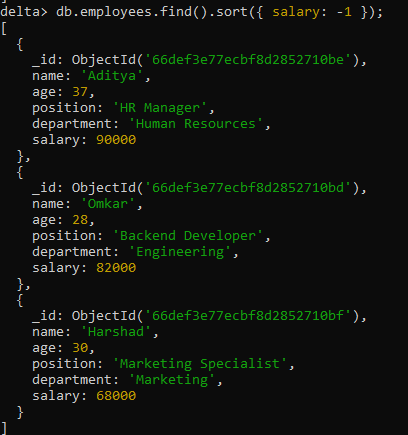 delta> db.employees.find().sort({ salary: -1 });
[
  {
    _id: ObjectId('66def3e77ecbf8d2852710be'),
    name: 'Aditya',
    age: 37,
    position: 'HR Manager',
    department: 'Human Resources',
    salary: 90000
  },
  {
    _id: ObjectId('66def3e77ecbf8d2852710bd'),
    name: 'Omkar',
    age: 28,
    position: 'Backend Developer',
    department: 'Engineering',
    salary: 82000
  },
  {
    _id: ObjectId('66def3e77ecbf8d2852710bf'),
    name: 'Harshad',
    age: 30,
    position: 'Marketing Specialist',
    department: 'Marketing',
    salary: 68000
  }
]